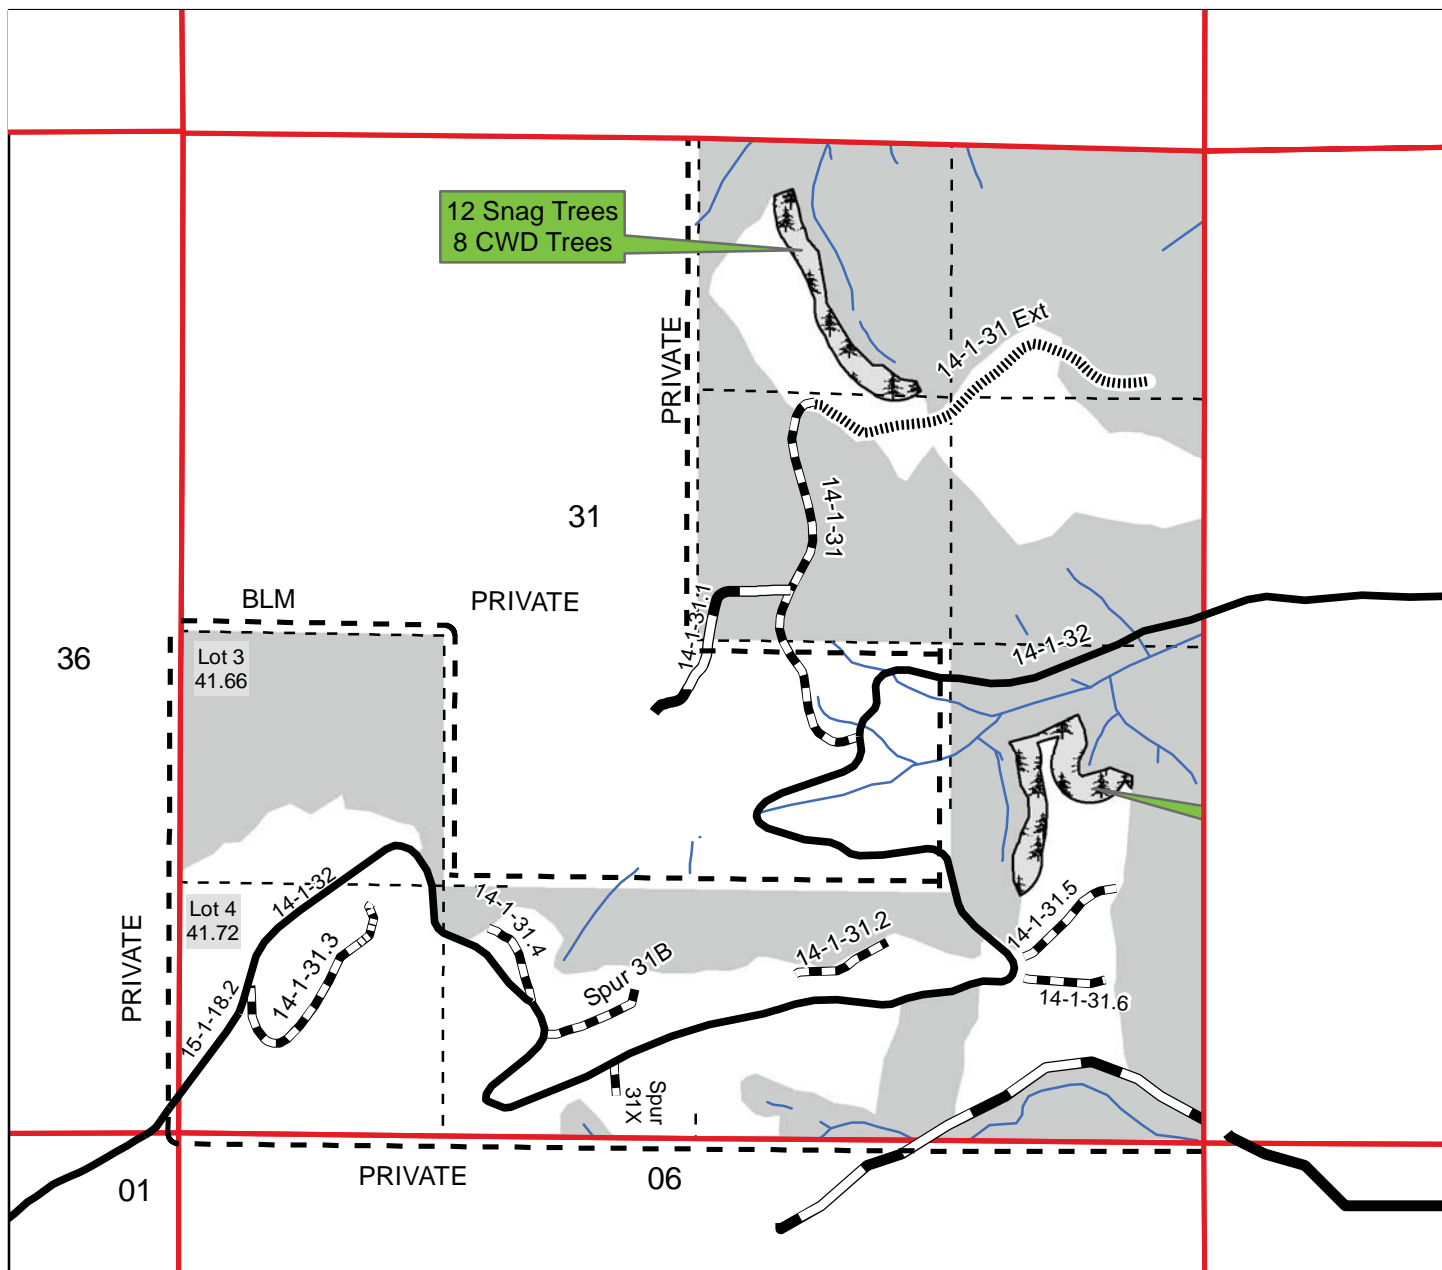 12 Snag Trees
8 CWD Trees
14-1-31 Ext
PRIVATE
14-1-31
31
BLM
PRIVATE
14-1-31.1
36
Lot 3
41.66
14-1-32
14-1-32
Lot 4
41.72
14-1-31.4
14-1-31.5
14-1-31.2
14-1-31.3
Spur 31B
PRIVATE
15-1-18.2
14-1-31.6
Spur
31X
PRIVATE
06
01